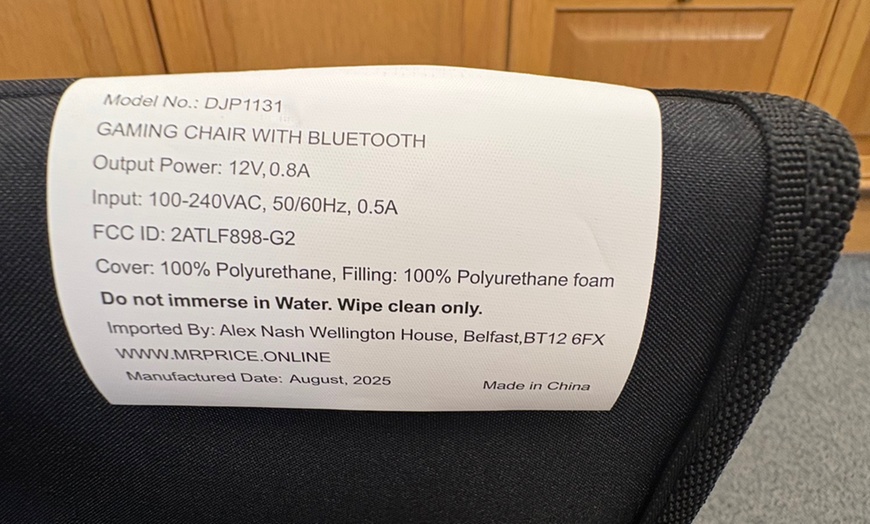 Model No.: DJP1131
GAMING CHAIR WITH BLUETOOTH
Output Power: 12V,0.8A
Input: 100-240VAC, 50/60Hz, 0.5A
FCC ID: 2ATLF898-G2
Cover: 100% Polyurethane, Filling: 100% Polyurethane foam
Do not immerse in Water. Wipe clean only.
Imported By: Alex Nash Wellington House, Belfast,BT12 6FX
WWW.MRPRICE.ONLINE
Manufactured Date: August, 2025 Made in China